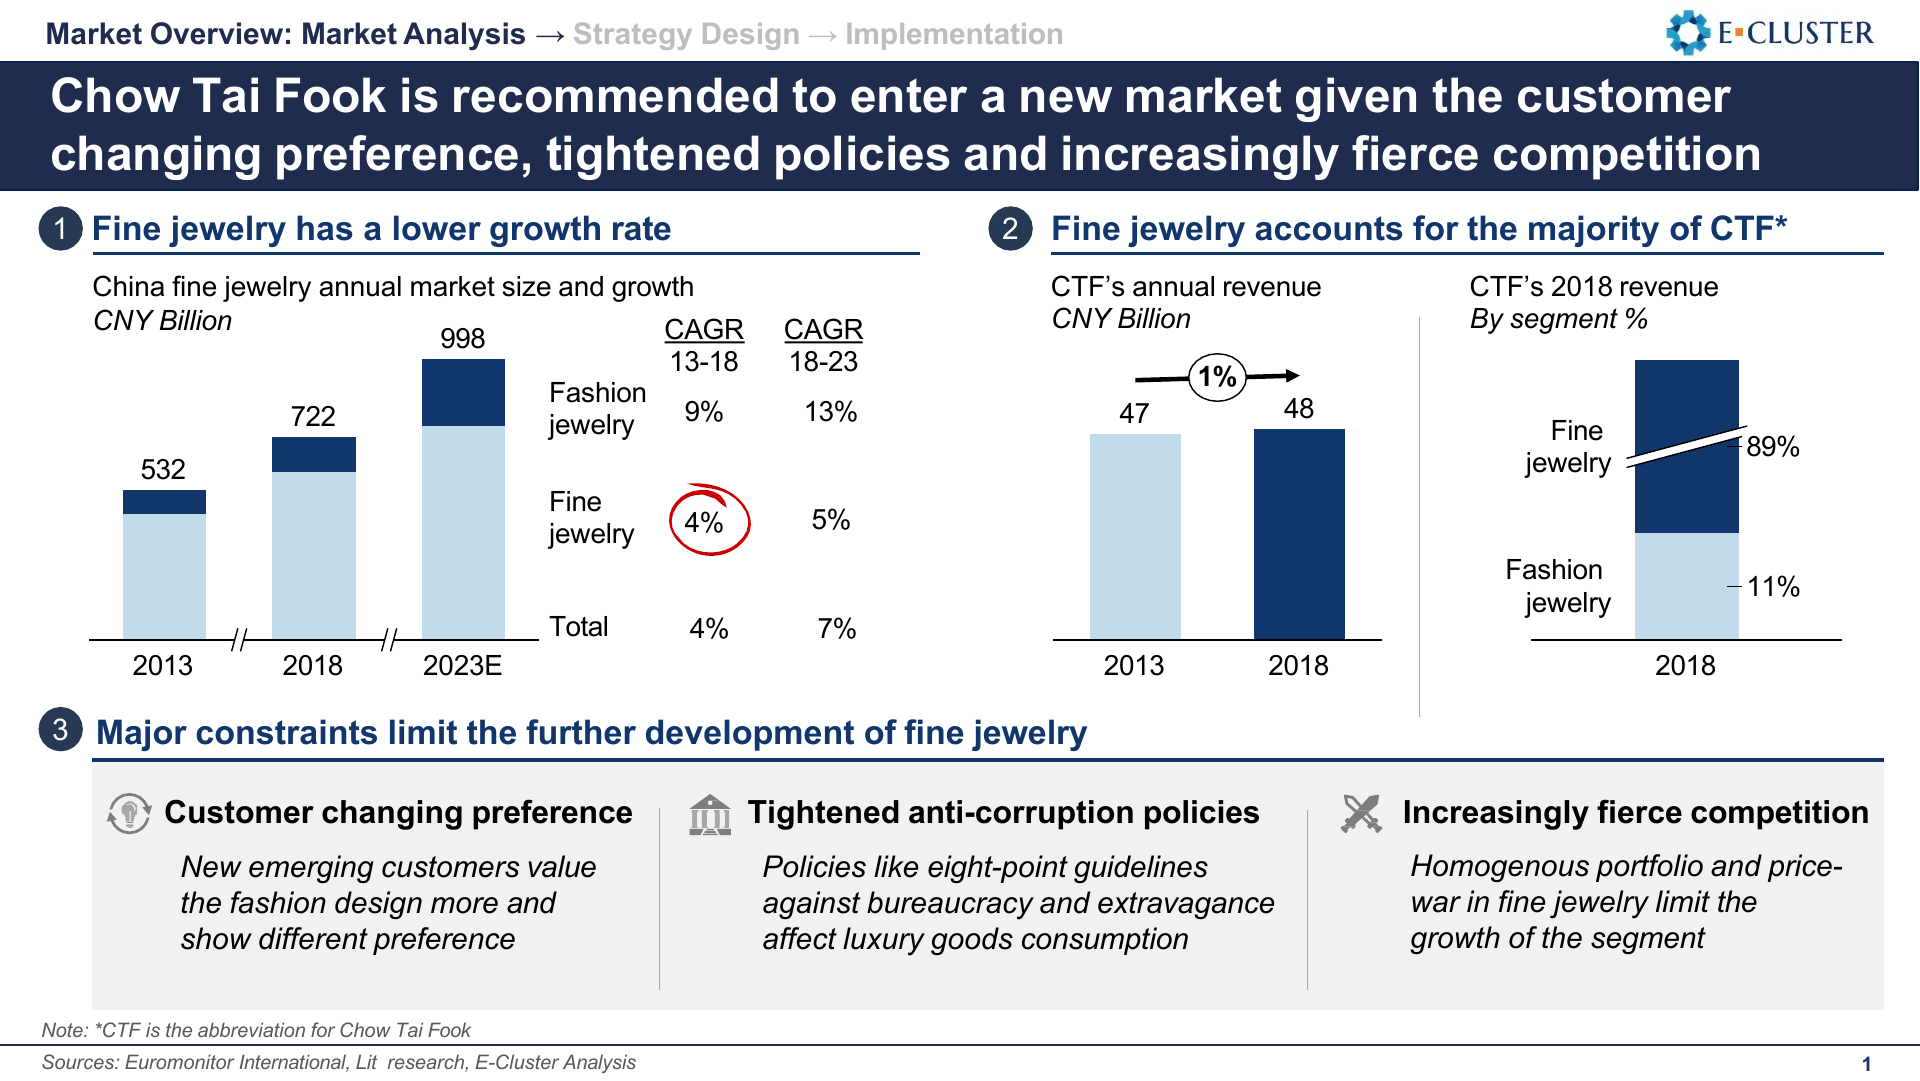 Market Overview: Market Analysis → Strategy Design → Implementation
E·CLUSTER
Chow Tai Fook is recommended to enter a new market given the customer
changing preference, tightened policies and increasingly fierce competition
1 Fine jewelry has a lower growth rate
China fine jewelry annual market size and growth
CNY Billion
532
722
998
2013
2018
2023E
CAGR CAGR
13-18 18-23
Fashion
jewelry
9% 13%
Fine
jewelry
4% 5%
Total 4% 7%
2 Fine jewelry accounts for the majority of CTF*
CTF’s annual revenue
CNY Billion
1%
47
48
2013
2018
CTF’s 2018 revenue
By segment %
Fine
jewelry
89%
Fashion
jewelry
11%
2018
3 Major constraints limit the further development of fine jewelry
Customer changing preference
New emerging customers value
the fashion design more and
show different preference
Tightened anti-corruption policies
Policies like eight-point guidelines
against bureaucracy and extravagance
affect luxury goods consumption
Increasingly fierce competition
Homogenous portfolio and price-
war in fine jewelry limit the
growth of the segment
Note: *CTF is the abbreviation for Chow Tai Fook
Sources: Euromonitor International, Lit research, E-Cluster Analysis
1